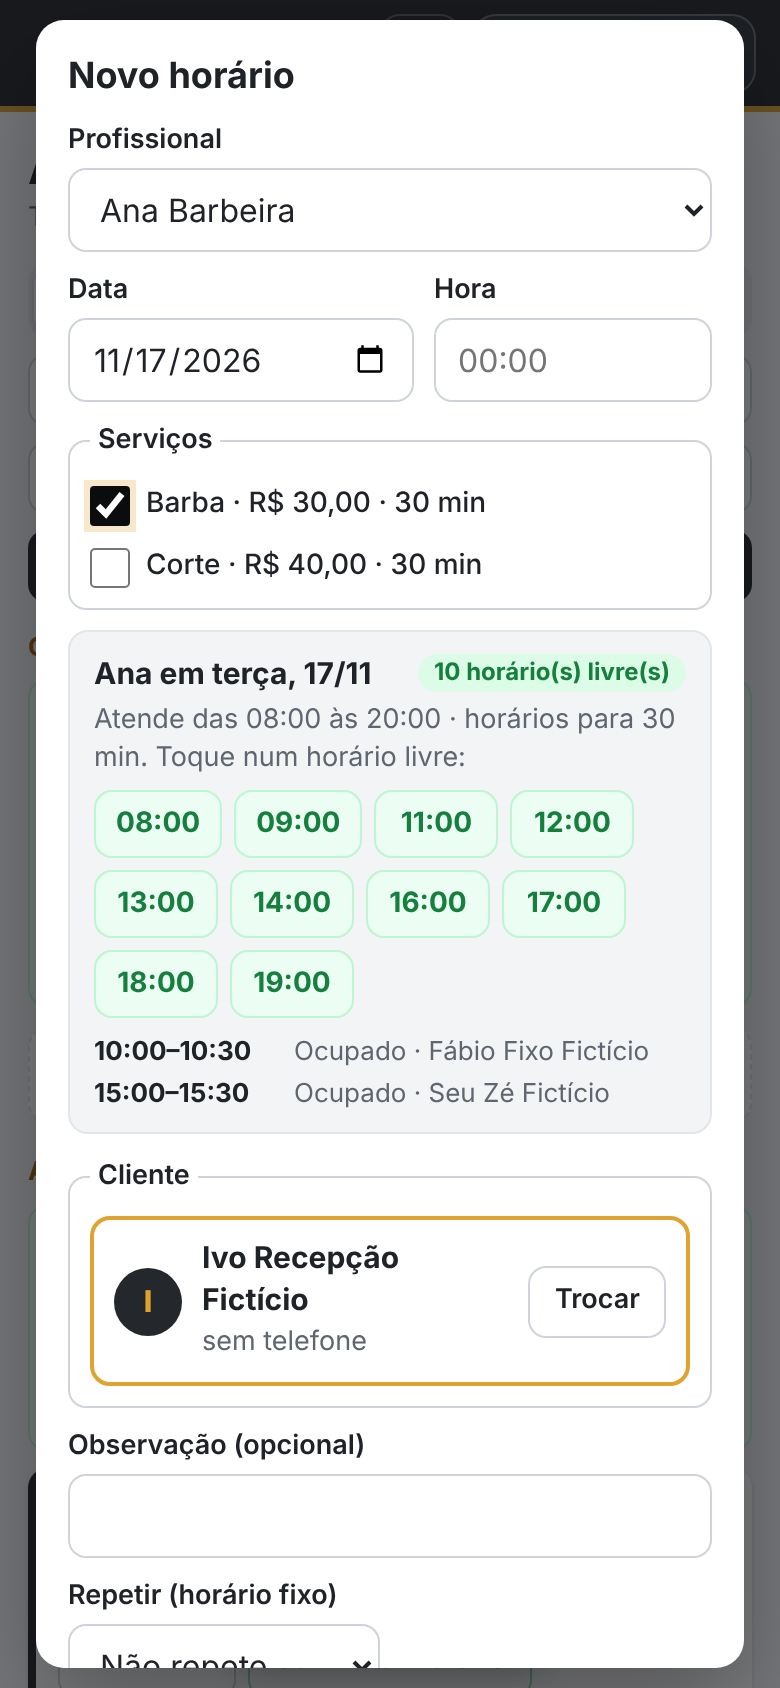 Novo horário
Profissional
Ana Barbeira
Data
Hora
11/17/2026
00:00
Serviços
Barba · R$ 30,00 · 30 min
Corte · R$ 40,00 · 30 min
Ana em terça, 17/11
10 horário(s) livre(s)
Atende das 08:00 às 20:00 · horários para 30
min. Toque num horário livre:
08:00 09:00 11:00 12:00
13:00 14:00 16:00 17:00
18:00 19:00
10:00–10:30 Ocupado · Fábio Fixo Fictício
15:00–15:30 Ocupado · Seu Zé Fictício
Cliente
I
Ivo Recepção
Fictício
sem telefone
Trocar
Observação (opcional)
Repetir (horário fixo)
Não repete